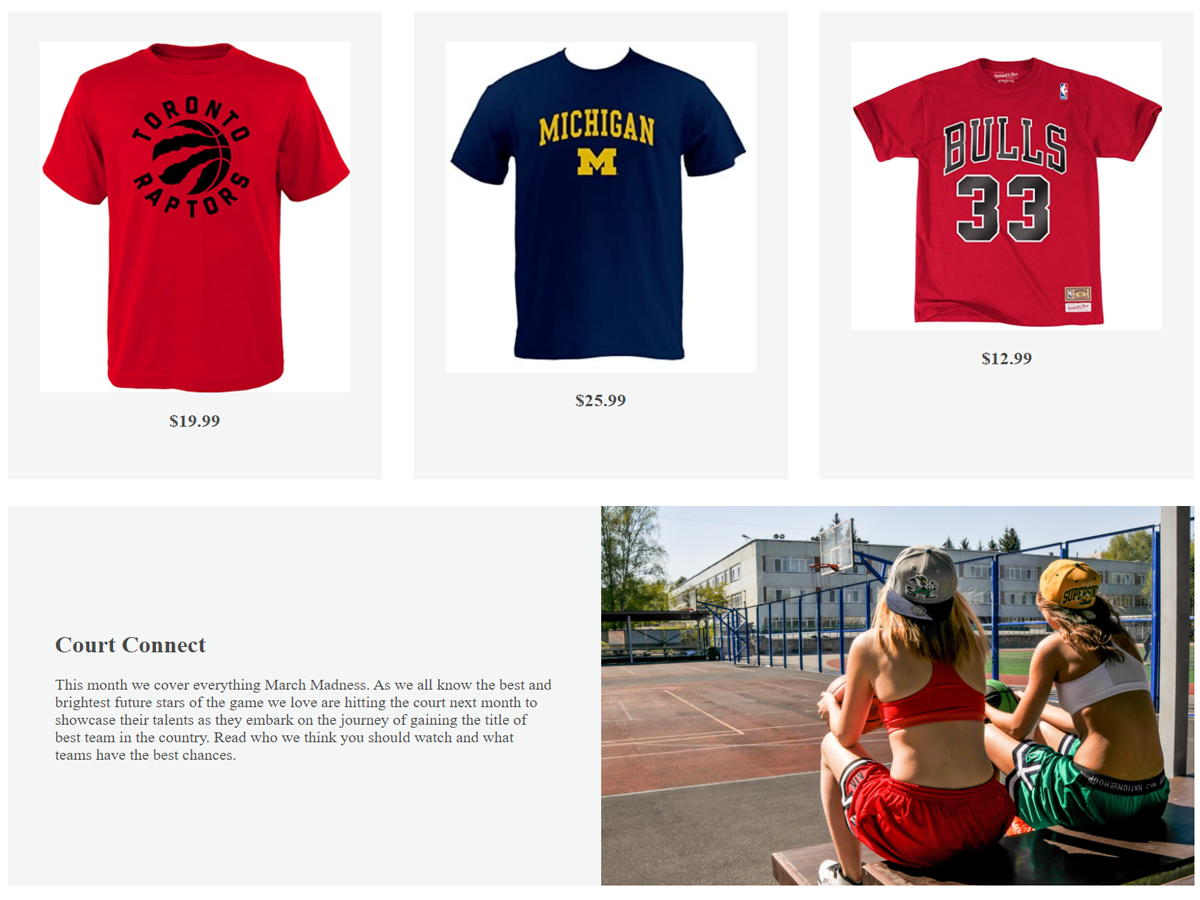 TORONTO
RAPTORS
MICHIGAN
M
BULLS
33
$19.99
$25.99
$12.99
Court Connect
This month we cover everything March Madness. As we all know the best and
brightest future stars of the game we love are hitting the court next month to
showcase their talents as they embark on the journey of gaining the title of
best team in the country. Read who we think you should watch and what
teams have the best chances.